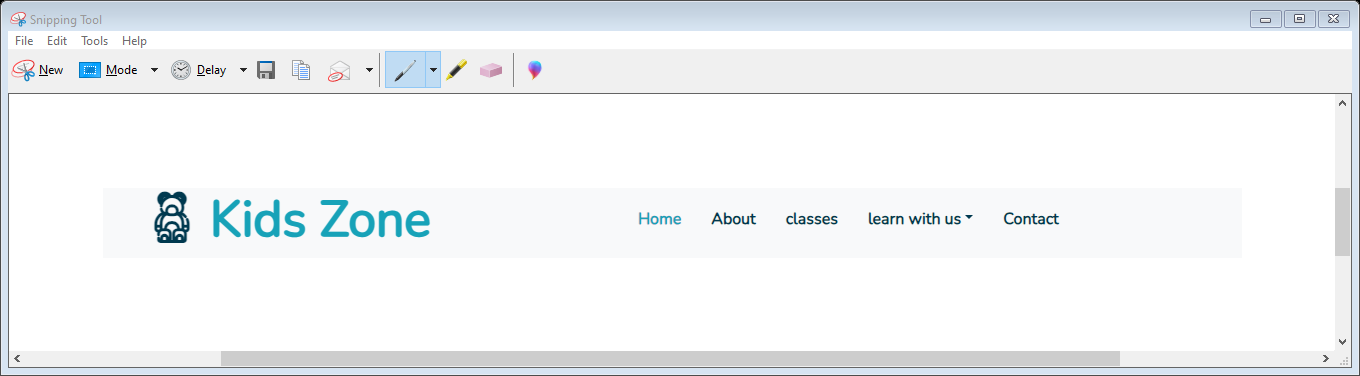 Snipping Tool
File Edit Tools Help
New Mode Delay
Kids Zone Home About classes learn with us Contact